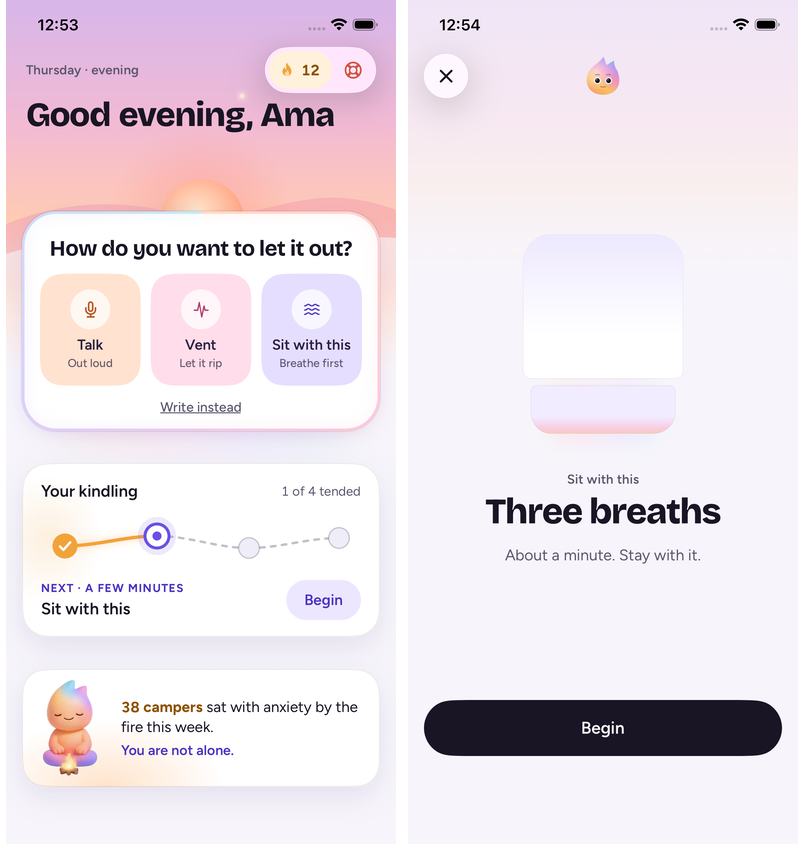 12:53
Thursday · evening
12
Good evening, Ama
How do you want to let it out?
Talk
Out loud
Vent
Let it rip
Sit with this
Breathe first
Write instead
Your kindling
1 of 4 tended
NEXT · A FEW MINUTES
Sit with this
Begin
38 campers sat with anxiety by the
fire this week.
You are not alone.
12:54
Sit with this
Three breaths
About a minute. Stay with it.
Begin